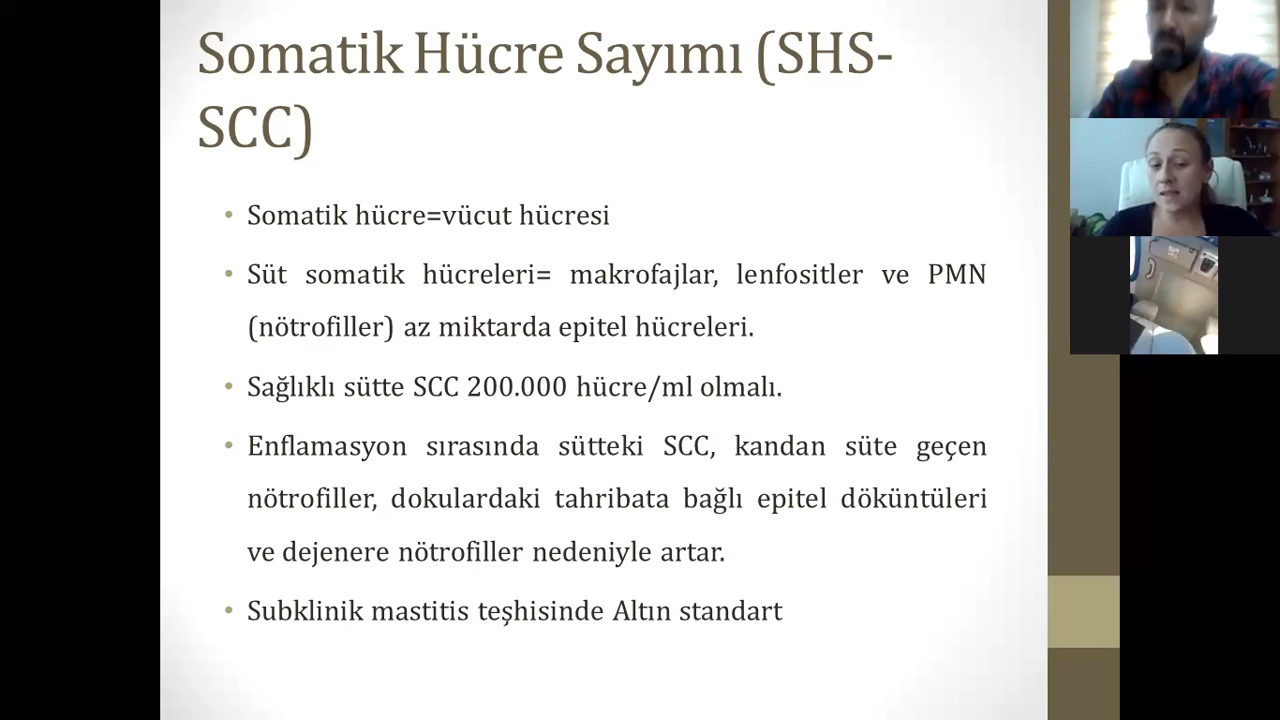 Somatik Hücre Sayımı (SHS-
SCC)
• Somatik hücre=vücut hücresi
• Süt somatik hücreleri= makrofajlar, lenfositler ve PMN
(nötrofiller) az miktarda epitel hücreleri.
• Sağlıklı sütte SCC 200.000 hücre/ml olmalı.
• Enflamasyon sırasında sütteki SCC, kandan süte geçen
nötrofiller, dokulardaki tahribata bağlı epitel döküntüleri
ve dejenere nötrofiller nedeniyle artar.
• Subklinik mastitis teşhisinde Altın standart